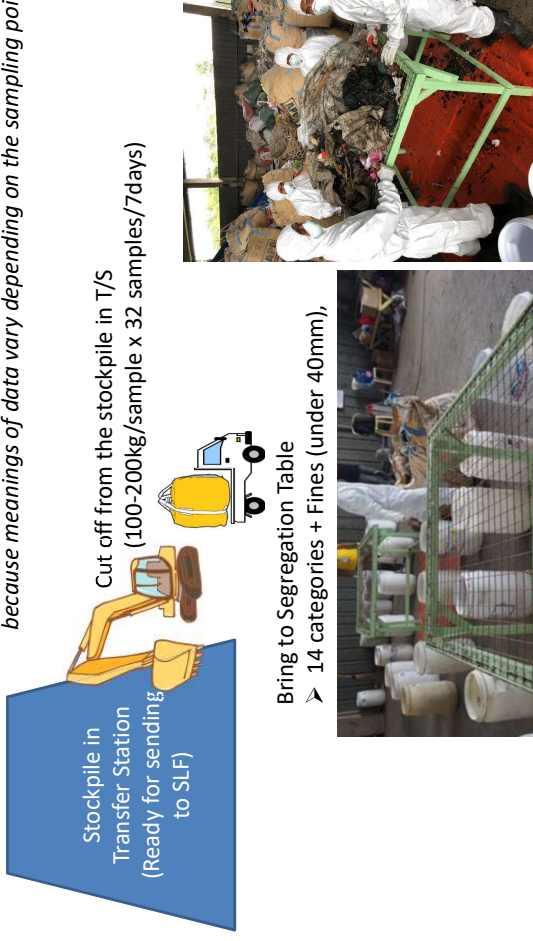 because meanings of data vary depending on the sampling
Stockpile in
Transfer Station
(Ready for sending
to SLF)
Cut off from the stockpile in T/S
(100-200kg/sample x 32 samples/7days)
Bring to Segregation Table
➢ 14 categories + Fines (under 40mm),